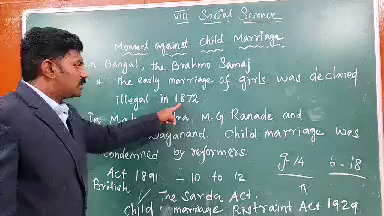 VIII Social Science
Movement against Child Marriage
In Bengal, the Brahmo Samaj
the early marriage of girls was declared
illegal in 1872.
M.G Ranade and
Child marriage was
condemned by reformers.
Act 1891 - 10 to 12
British
The Sarda Act.
Child marriage Restraint Act 1929
G-14 B-18